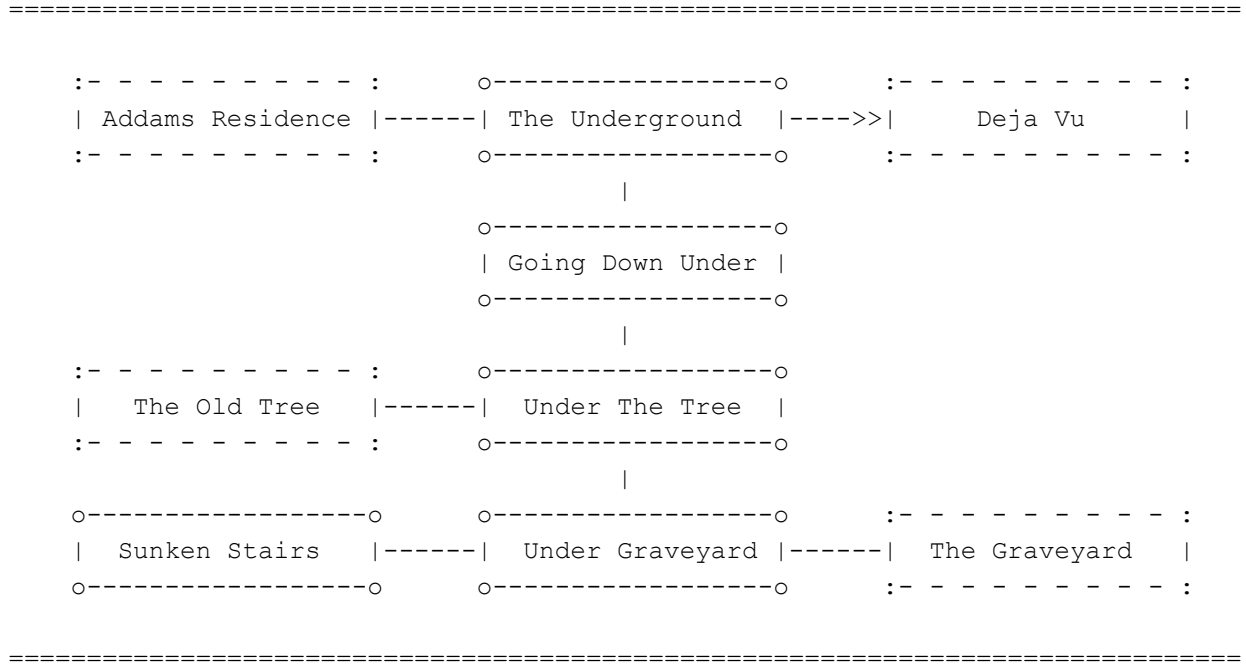 ================================================================================
:- - - - - - - - - :      o------------------o      :- - - - - - - - - :
| Addams Residence |------| The Underground  |---->>|     Deja Vu      |
:- - - - - - - - - :      o------------------o      :- - - - - - - - - :
|
o------------------o
| Going Down Under |
o------------------o
|
:- - - - - - - - - :      o------------------o
|   The Old Tree   |------|  Under The Tree  |
:- - - - - - - - - :      o------------------o
|
o------------------o      o------------------o      :- - - - - - - - - :
|  Sunken Stairs   |------|  Under Graveyard |------|  The Graveyard   |
o------------------o      o------------------o      :- - - - - - - - - :
================================================================================